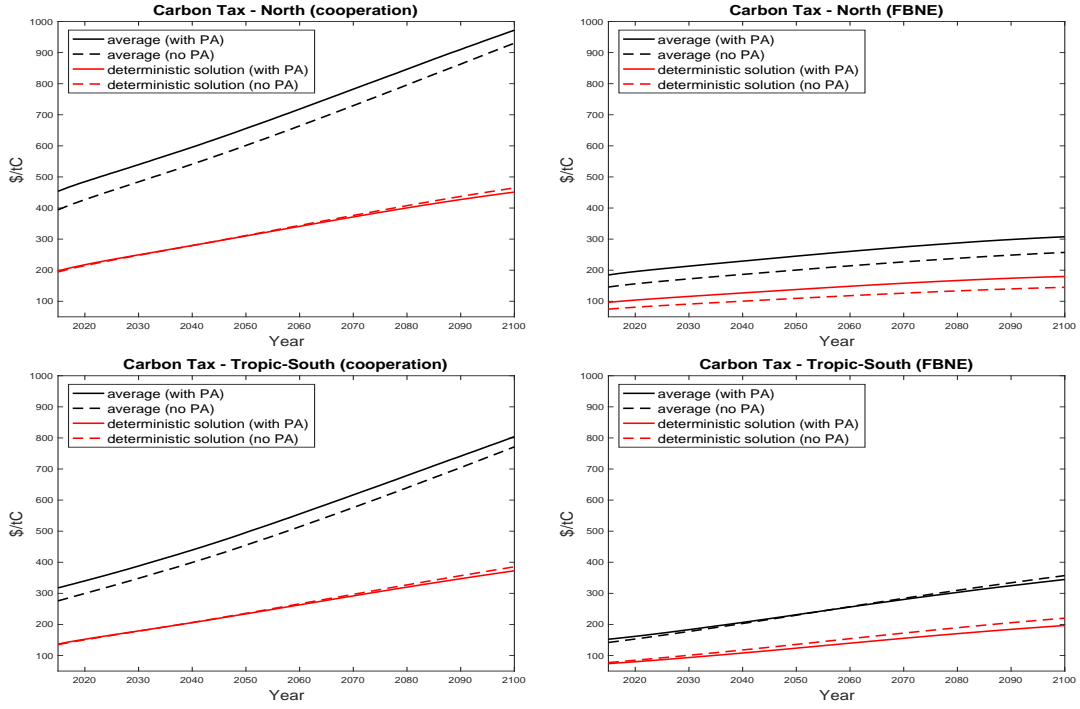 Carbon Tax - North (cooperation)
1000
900
800
700
600
500
400
300
200
100
$/tC
average (with PA)
average (no PA)
deterministic solution (with PA)
deterministic solution (no PA)
2020 2030 2040 2050 2060 2070 2080 2090 2100
Year
Carbon Tax - North (FBNE)
1000
900
800
700
600
500
400
300
200
100
$/tC
average (with PA)
average (no PA)
deterministic solution (with PA)
deterministic solution (no PA)
2020 2030 2040 2050 2060 2070 2080 2090 2100
Year
Carbon Tax - Tropic-South (cooperation)
1000
900
800
700
600
500
400
300
200
100
$/tC
average (with PA)
average (no PA)
deterministic solution (with PA)
deterministic solution (no PA)
2020 2030 2040 2050 2060 2070 2080 2090 2100
Year
Carbon Tax - Tropic-South (FBNE)
1000
900
800
700
600
500
400
300
200
100
$/tC
average (with PA)
average (no PA)
deterministic solution (with PA)
deterministic solution (no PA)
2020 2030 2040 2050 2060 2070 2080 2090 2100
Year